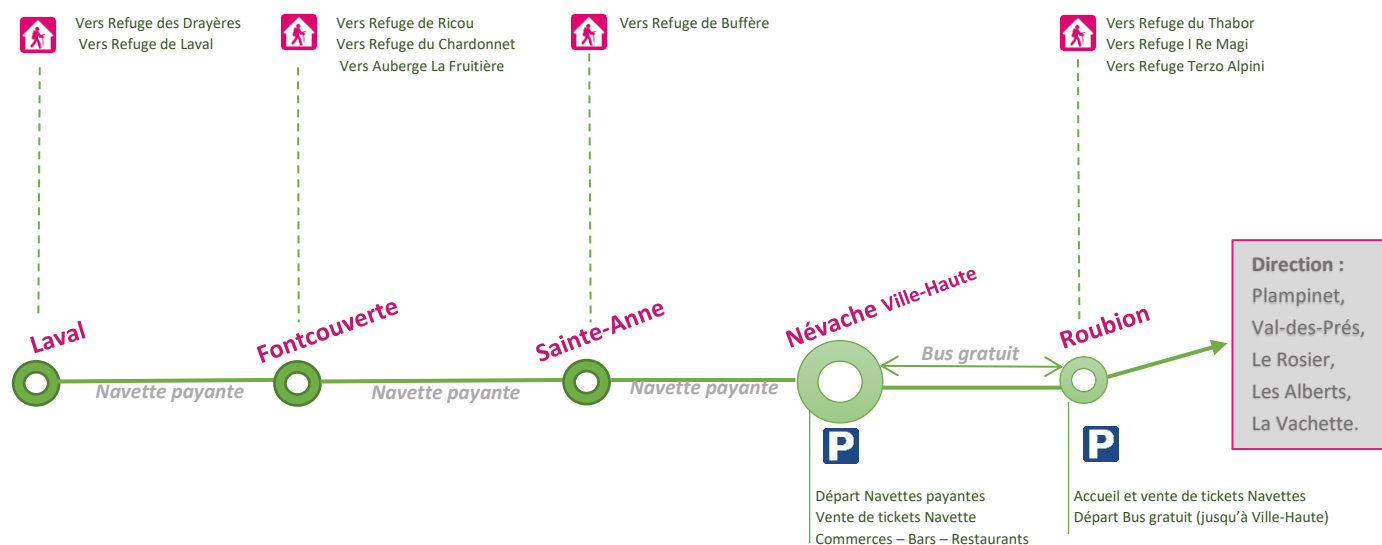 Vers Refuge des Drayères
Vers Refuge de Laval
Vers Refuge de Ricou
Vers Refuge du Chardonnet
Vers Auberge La Fruitière
Vers Refuge de Buffère
Vers Refuge du Thabor
Vers Refuge I Re Magi
Vers Refuge Terzo Alpini
Laval
Fontcouverte
Sainte-Anne
Névache Ville-Haute
Roubion
Navette payante
Navette payante
Navette payante
Bus gratuit
Direction :
Plampinet,
Val-des-Prés,
Le Rosier,
Les Alberts,
La Vachette.
P
Départ Navettes payantes
Vente de tickets Navette
Commerces – Bars – Restaurants
P
Accueil et vente de tickets Navettes
Départ Bus gratuit (jusqu’à Ville-Haute)